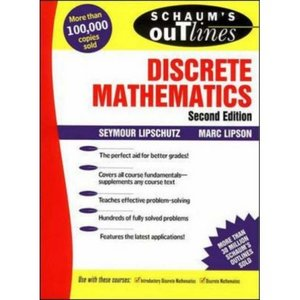 More than
100,000
copies
sold
SCHAUM'S
OUTlines
DISCRETE
MATHEMATICS
Second Edition
SEYMOUR LIPSCHUTZ MARC LIPSON
The perfect aid for better grades!
Covers all course fundamentals—
supplements any course text
Teaches effective problem-solving
Hundreds of fully solved problems
Features the latest applications!
MORE THAN
30 MILLION
SCHAUM'S
OUTLINES
SOLD
Use with these courses: Introductory Discrete Mathematics Discrete Mathematics